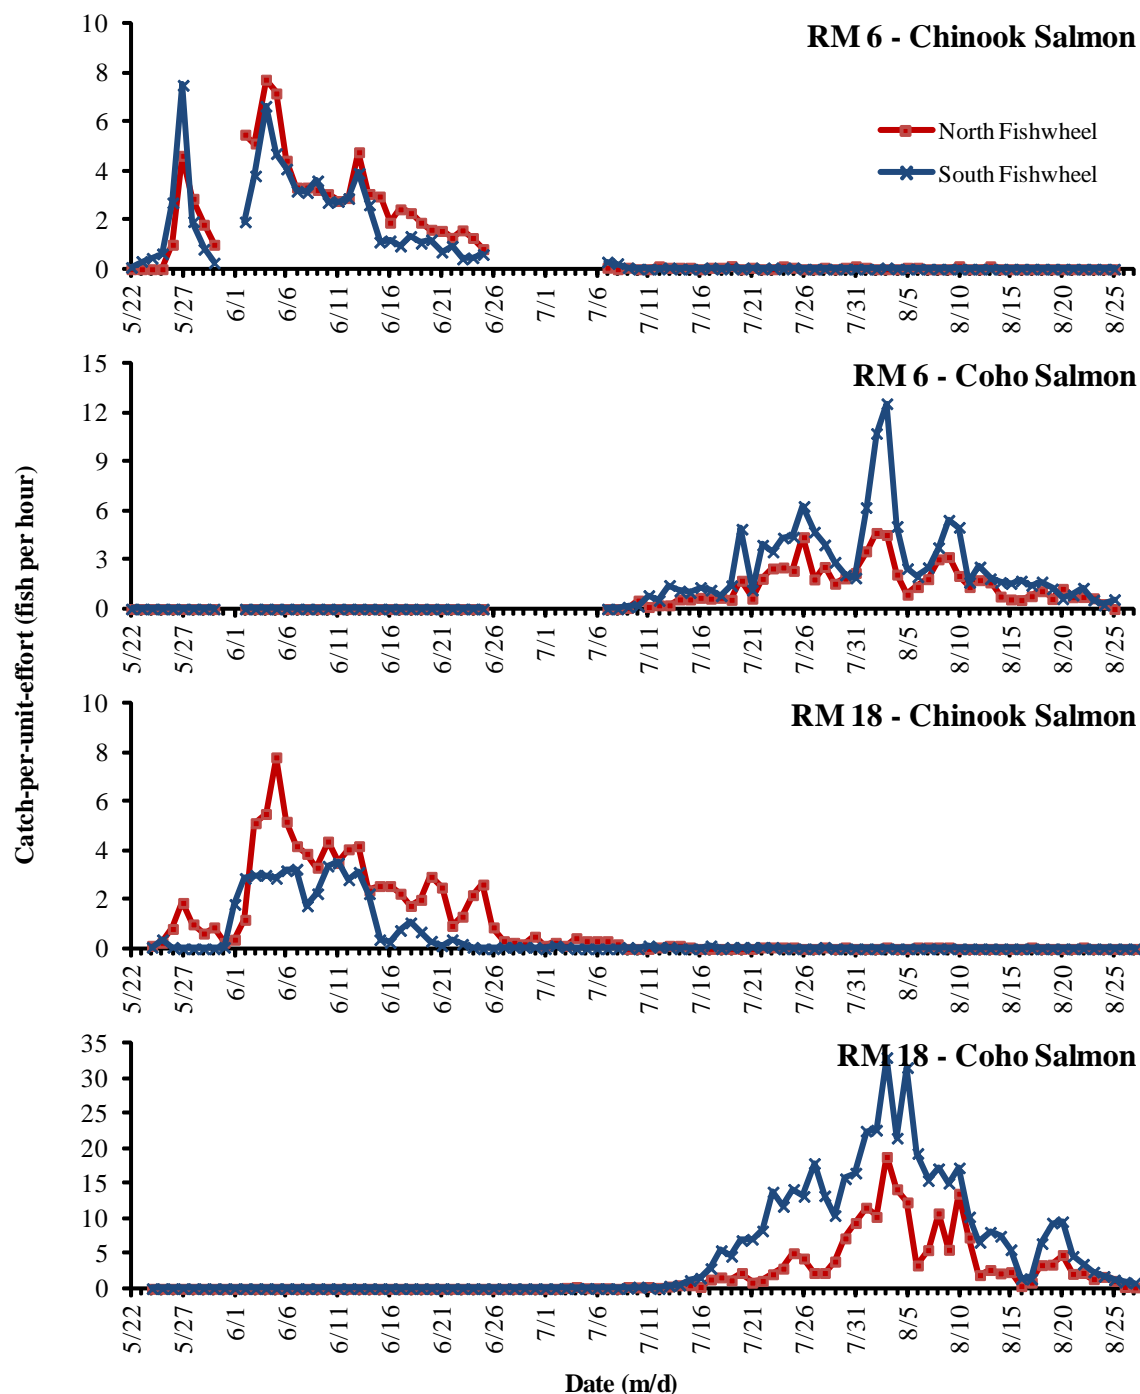 RM 6 - Chinook Salmon
North Fishwheel
South Fishwheel
10
8
6
4
2
0
5/22 5/27 6/1 6/6 6/11 6/16 6/21 6/26 7/1 7/6 7/11 7/16 7/21 7/26 7/31 8/5 8/10 8/15 8/20 8/25
RM 6 - Coho Salmon
15
12
9
6
3
0
5/22 5/27 6/1 6/6 6/11 6/16 6/21 6/26 7/1 7/6 7/11 7/16 7/21 7/26 7/31 8/5 8/10 8/15 8/20 8/25
Catch-per-unit-effort (fish per hour)
RM 18 - Chinook Salmon
10
8
6
4
2
0
5/22 5/27 6/1 6/6 6/11 6/16 6/21 6/26 7/1 7/6 7/11 7/16 7/21 7/26 7/31 8/5 8/10 8/15 8/20 8/25
RM 18 - Coho Salmon
35
30
25
20
15
10
5
0
5/22 5/27 6/1 6/6 6/11 6/16 6/21 6/26 7/1 7/6 7/11 7/16 7/21 7/26 7/31 8/5 8/10 8/15 8/20 8/25
Date (m/d)